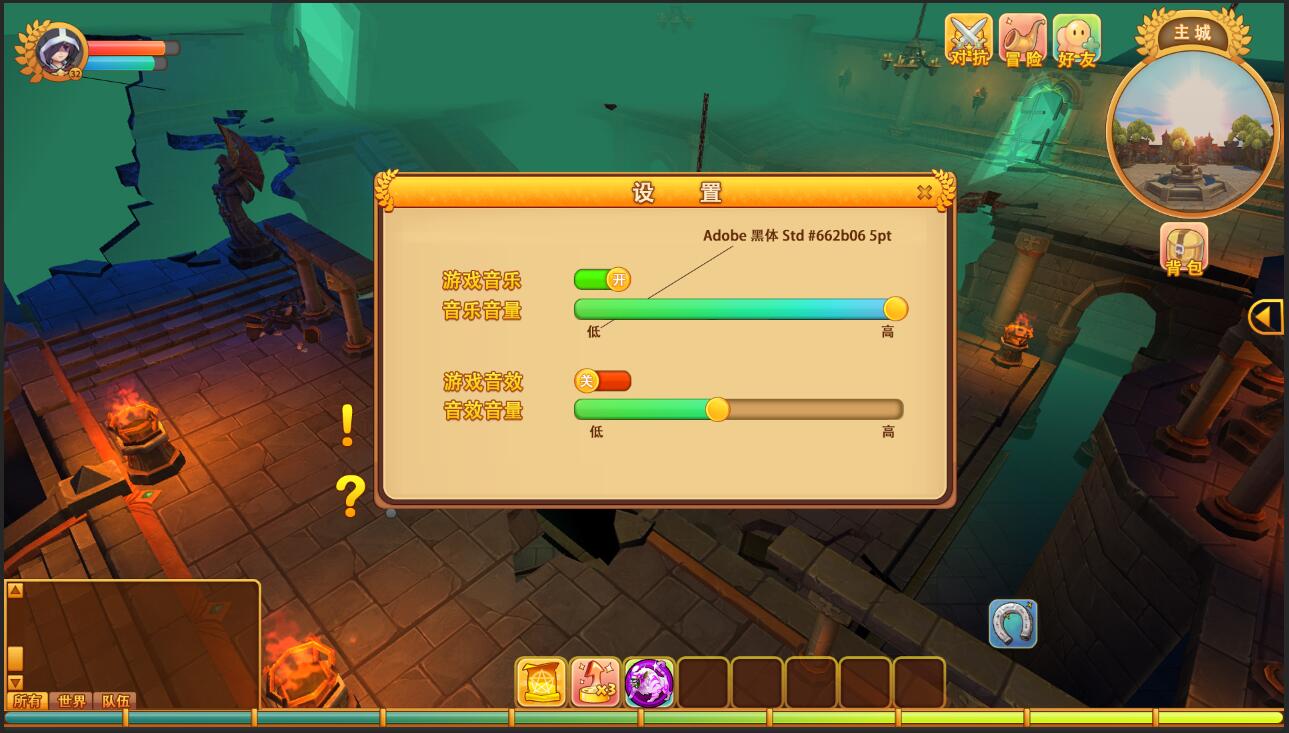 主城
对抗
冒险
好友
32
设 置
Adobe 黑体 Std #662b06 5pt
游戏音乐
开
音乐音量
低
高
背包
游戏音效
关
音效音量
低
高
!
?
×3
所有
世界
队伍